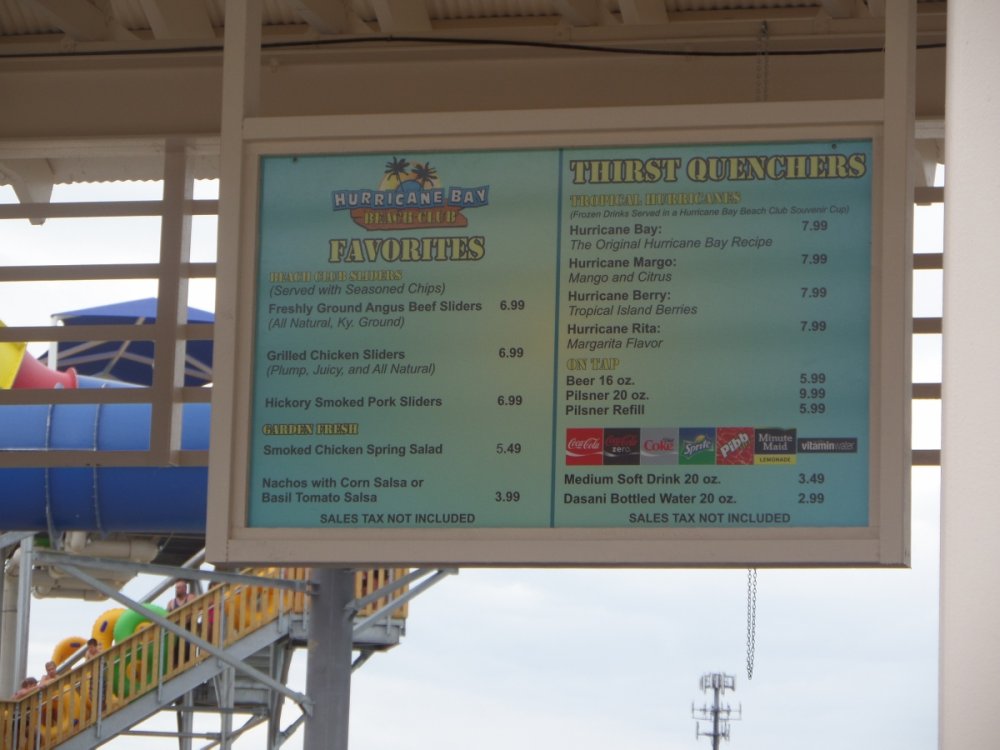 HURRICANE BAY
BEACH CLUB
FAVORITES
BEACH CLUB SLIDERS
(Served with Seasoned Chips)
Freshly Ground Angus Beef Sliders 6.99
(All Natural, Ky. Ground)
Grilled Chicken Sliders 6.99
(Plump, Juicy, and All Natural)
Hickory Smoked Pork Sliders 6.99
GARDEN FRESH
Smoked Chicken Spring Salad 5.49
Nachos with Corn Salsa or
Basil Tomato Salsa 3.99
SALES TAX NOT INCLUDED
THIRST QUENCHERS
TROPICAL HURRICANES
(Frozen Drinks Served in a Hurricane Bay Beach Club Souvenir Cup)
Hurricane Bay: 7.99
The Original Hurricane Bay Recipe
Hurricane Margo: 7.99
Mango and Citrus
Hurricane Berry: 7.99
Tropical Island Berries
Hurricane Rita: 7.99
Margarita Flavor
ON TAP
Beer 16 oz. 5.99
Pilsner 20 oz. 9.99
Pilsner Refill 5.99
Coca-Cola Coca-Cola zero Diet Coke Sprite Pibb Minute Maid LEMONADE vitaminwater
Medium Soft Drink 20 oz. 3.49
Dasani Bottled Water 20 oz. 2.99
SALES TAX NOT INCLUDED